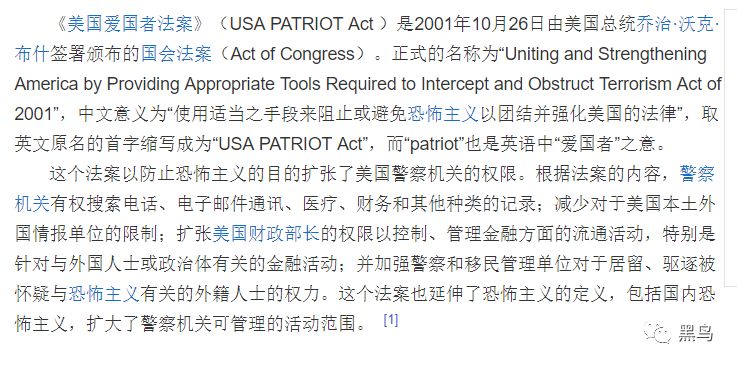 《美国爱国者法案》（USA PATRIOT Act ）是2001年10月26日由美国总统乔治·沃克·
布什签署颁布的国会法案（Act of Congress）。正式的名称为“Uniting and Strengthening
America by Providing Appropriate Tools Required to Intercept and Obstruct Terrorism Act of
2001”，中文意义为“使用适当之手段来阻止或避免恐怖主义以团结并强化美国的法律”，取
英文原名的首字缩写成为“USA PATRIOT Act”，而“patriot”也是英语中“爱国者”之意。
这个法案以防止恐怖主义的目的扩张了美国警察机关的权限。根据法案的内容，警察
机关有权搜索电话、电子邮件通讯、医疗、财务和其他种类的记录；减少对于美国本土外
国情报单位的限制；扩张美国财政部长的权限以控制、管理金融方面的流通活动，特别是
针对与外国人士或政治体有关的金融活动；并加强警察和移民管理单位对于居留、驱逐被
怀疑与恐怖主义有关的外籍人士的权力。这个法案也延伸了恐怖主义的定义，包括国内恐
怖主义，扩大了警察机关可管理的活动范围。 [1]
黑鸟